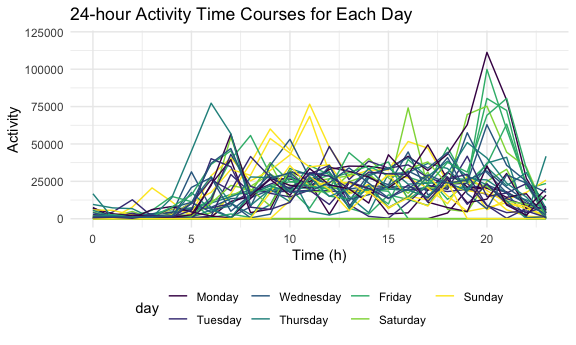 24-hour Activity Time Courses for Each Day
125000
100000
75000
50000
25000
0
Activity
0 5 10 15 20
Time (h)
day
Monday Wednesday Friday Sunday
Tuesday Thursday Saturday